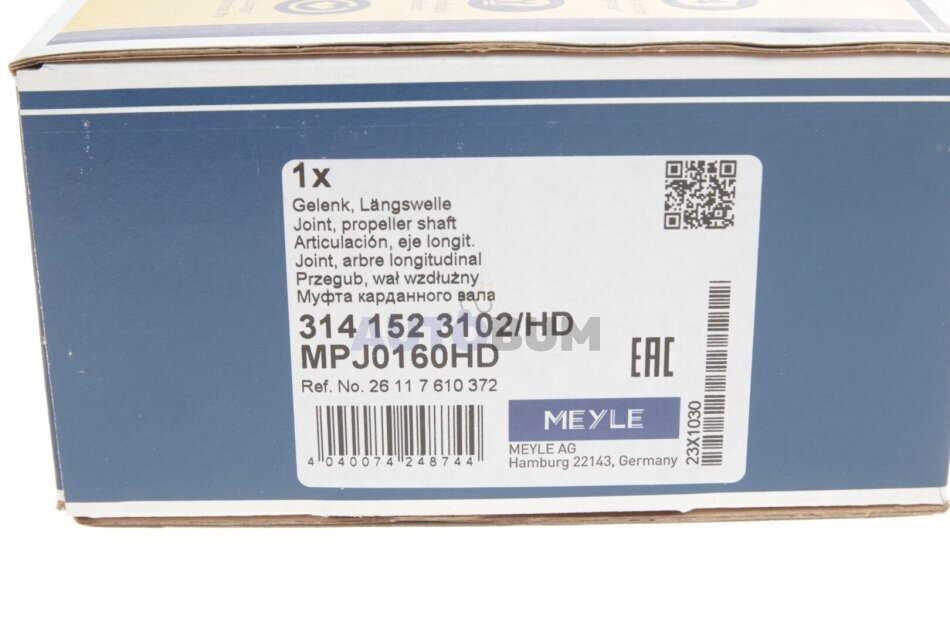 1x
Gelenk, Längswelle
Joint, propeller shaft
Articulación, eje longit.
Joint, arbre longitudinal
Przegub, wał wzdłużny
Муфта карданного вала
314 152 3102/HD
AUTOBUM
MPJ0160HD
EAC
Ref. No. 26 11 7 610 372
MEYLE
MEYLE AG
Hamburg 22143, Germany
4 040074 248744
23X1030